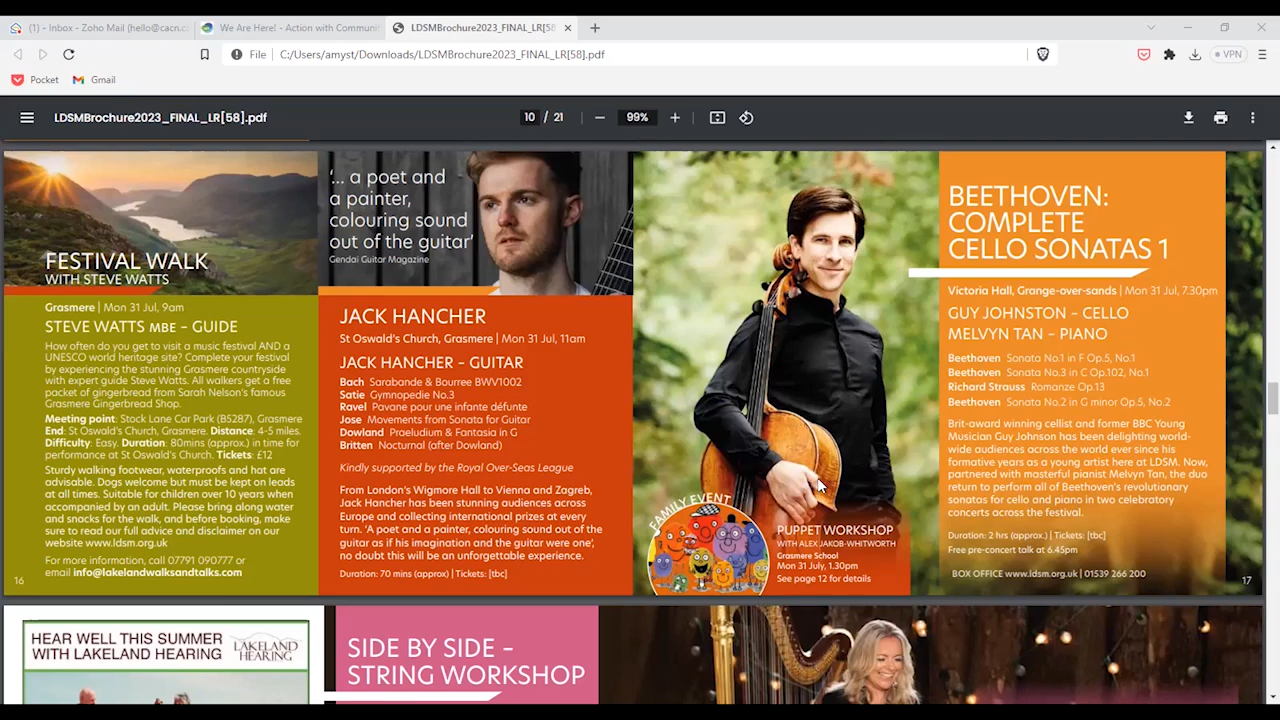 (1) - Inbox - Zoho Mail (hello@cacn.c
We Are Here! - Action with Communi
LDSMBrochure2023_FINAL_LR[58
File
C:/Users/amyst/Downloads/LDSMBrochure2023_FINAL_LR[58].pdf
VPN
Pocket
Gmail
LDSMBrochure2023_FINAL_LR[58].pdf
10 / 21
99%
FESTIVAL WALK
WITH STEVE WATTS
Grasmere | Mon 31 Jul, 9am
STEVE WATTS MBE – GUIDE
How often do you get to visit a music festival AND a
UNESCO world heritage site? Complete your festival
by experiencing the stunning Grasmere countryside
with expert guide Steve Watts. All walkers get a free
packet of gingerbread from Sarah Nelson's famous
Grasmere Gingerbread Shop.
Meeting point: Stock Lane Car Park (B5287), Grasmere
End: St Oswald's Church, Grasmere. Distance: 4-5 miles.
Difficulty: Easy. Duration: 80mins (approx.) in time for
performance at St Oswald's Church. Tickets: £12
Sturdy walking footwear, waterproofs and hat are
advisable. Dogs welcome but must be kept on leads
at all times. Suitable for children over 10 years when
accompanied by an adult. Please bring along water
and snacks for the walk, and before booking, make
sure to read our full advice and disclaimer on our
website www.ldsm.org.uk
For more information, call 07791 090777 or
email info@lakelandwalksandtalks.com
16
'... a poet and
a painter,
colouring sound
out of the guitar'
Gendai Guitar Magazine
JACK HANCHER
St Oswald's Church, Grasmere | Mon 31 Jul, 11am
JACK HANCHER – GUITAR
Bach Sarabande & Bourree BWV1002
Satie Gymnopedie No.3
Ravel Pavane pour une infante défunte
Jose Movements from Sonata for Guitar
Dowland Praeludium & Fantasia in G
Britten Nocturnal (after Dowland)
Kindly supported by the Royal Over-Seas League
From London's Wigmore Hall to Vienna and Zagreb,
Jack Hancher has been stunning audiences across
Europe and collecting international prizes at every
turn. 'A poet and a painter, colouring sound out of the
guitar as if his imagination and the guitar were one',
no doubt this will be an unforgettable experience.
Duration: 70 mins (approx) | Tickets: [tbc]
FAMILY EVENT
PUPPET WORKSHOP
WITH ALEX JAKOB-WHITWORTH
Grasmere School
Mon 31 July, 1.30pm
See page 12 for details
BEETHOVEN:
COMPLETE
CELLO SONATAS 1
Victoria Hall, Grange-over-sands | Mon 31 Jul, 7.30pm
GUY JOHNSTON – CELLO
MELVYN TAN – PIANO
Beethoven Sonata No.1 in F Op.5, No.1
Beethoven Sonata No.3 in C Op.102, No.1
Richard Strauss Romanze Op.13
Beethoven Sonata No.2 in G minor Op.5, No.2
Brit-award winning cellist and former BBC Young
Musician Guy Johnson has been delighting world-
wide audiences across the world ever since his
formative years as a young artist here at LDSM. Now,
partnered with masterful pianist Melvyn Tan, the duo
return to perform all of Beethoven's revolutionary
sonatas for cello and piano in two celebratory
concerts across the festival.
Duration: 2 hrs (approx.) | Tickets: [tbc]
Free pre-concert talk at 6.45pm
BOX OFFICE www.ldsm.org.uk | 01539 266 200
17
HEAR WELL THIS SUMMER
WITH LAKELAND HEARING
LAKELAND
HEARING
SIDE BY SIDE –
STRING WORKSHOP